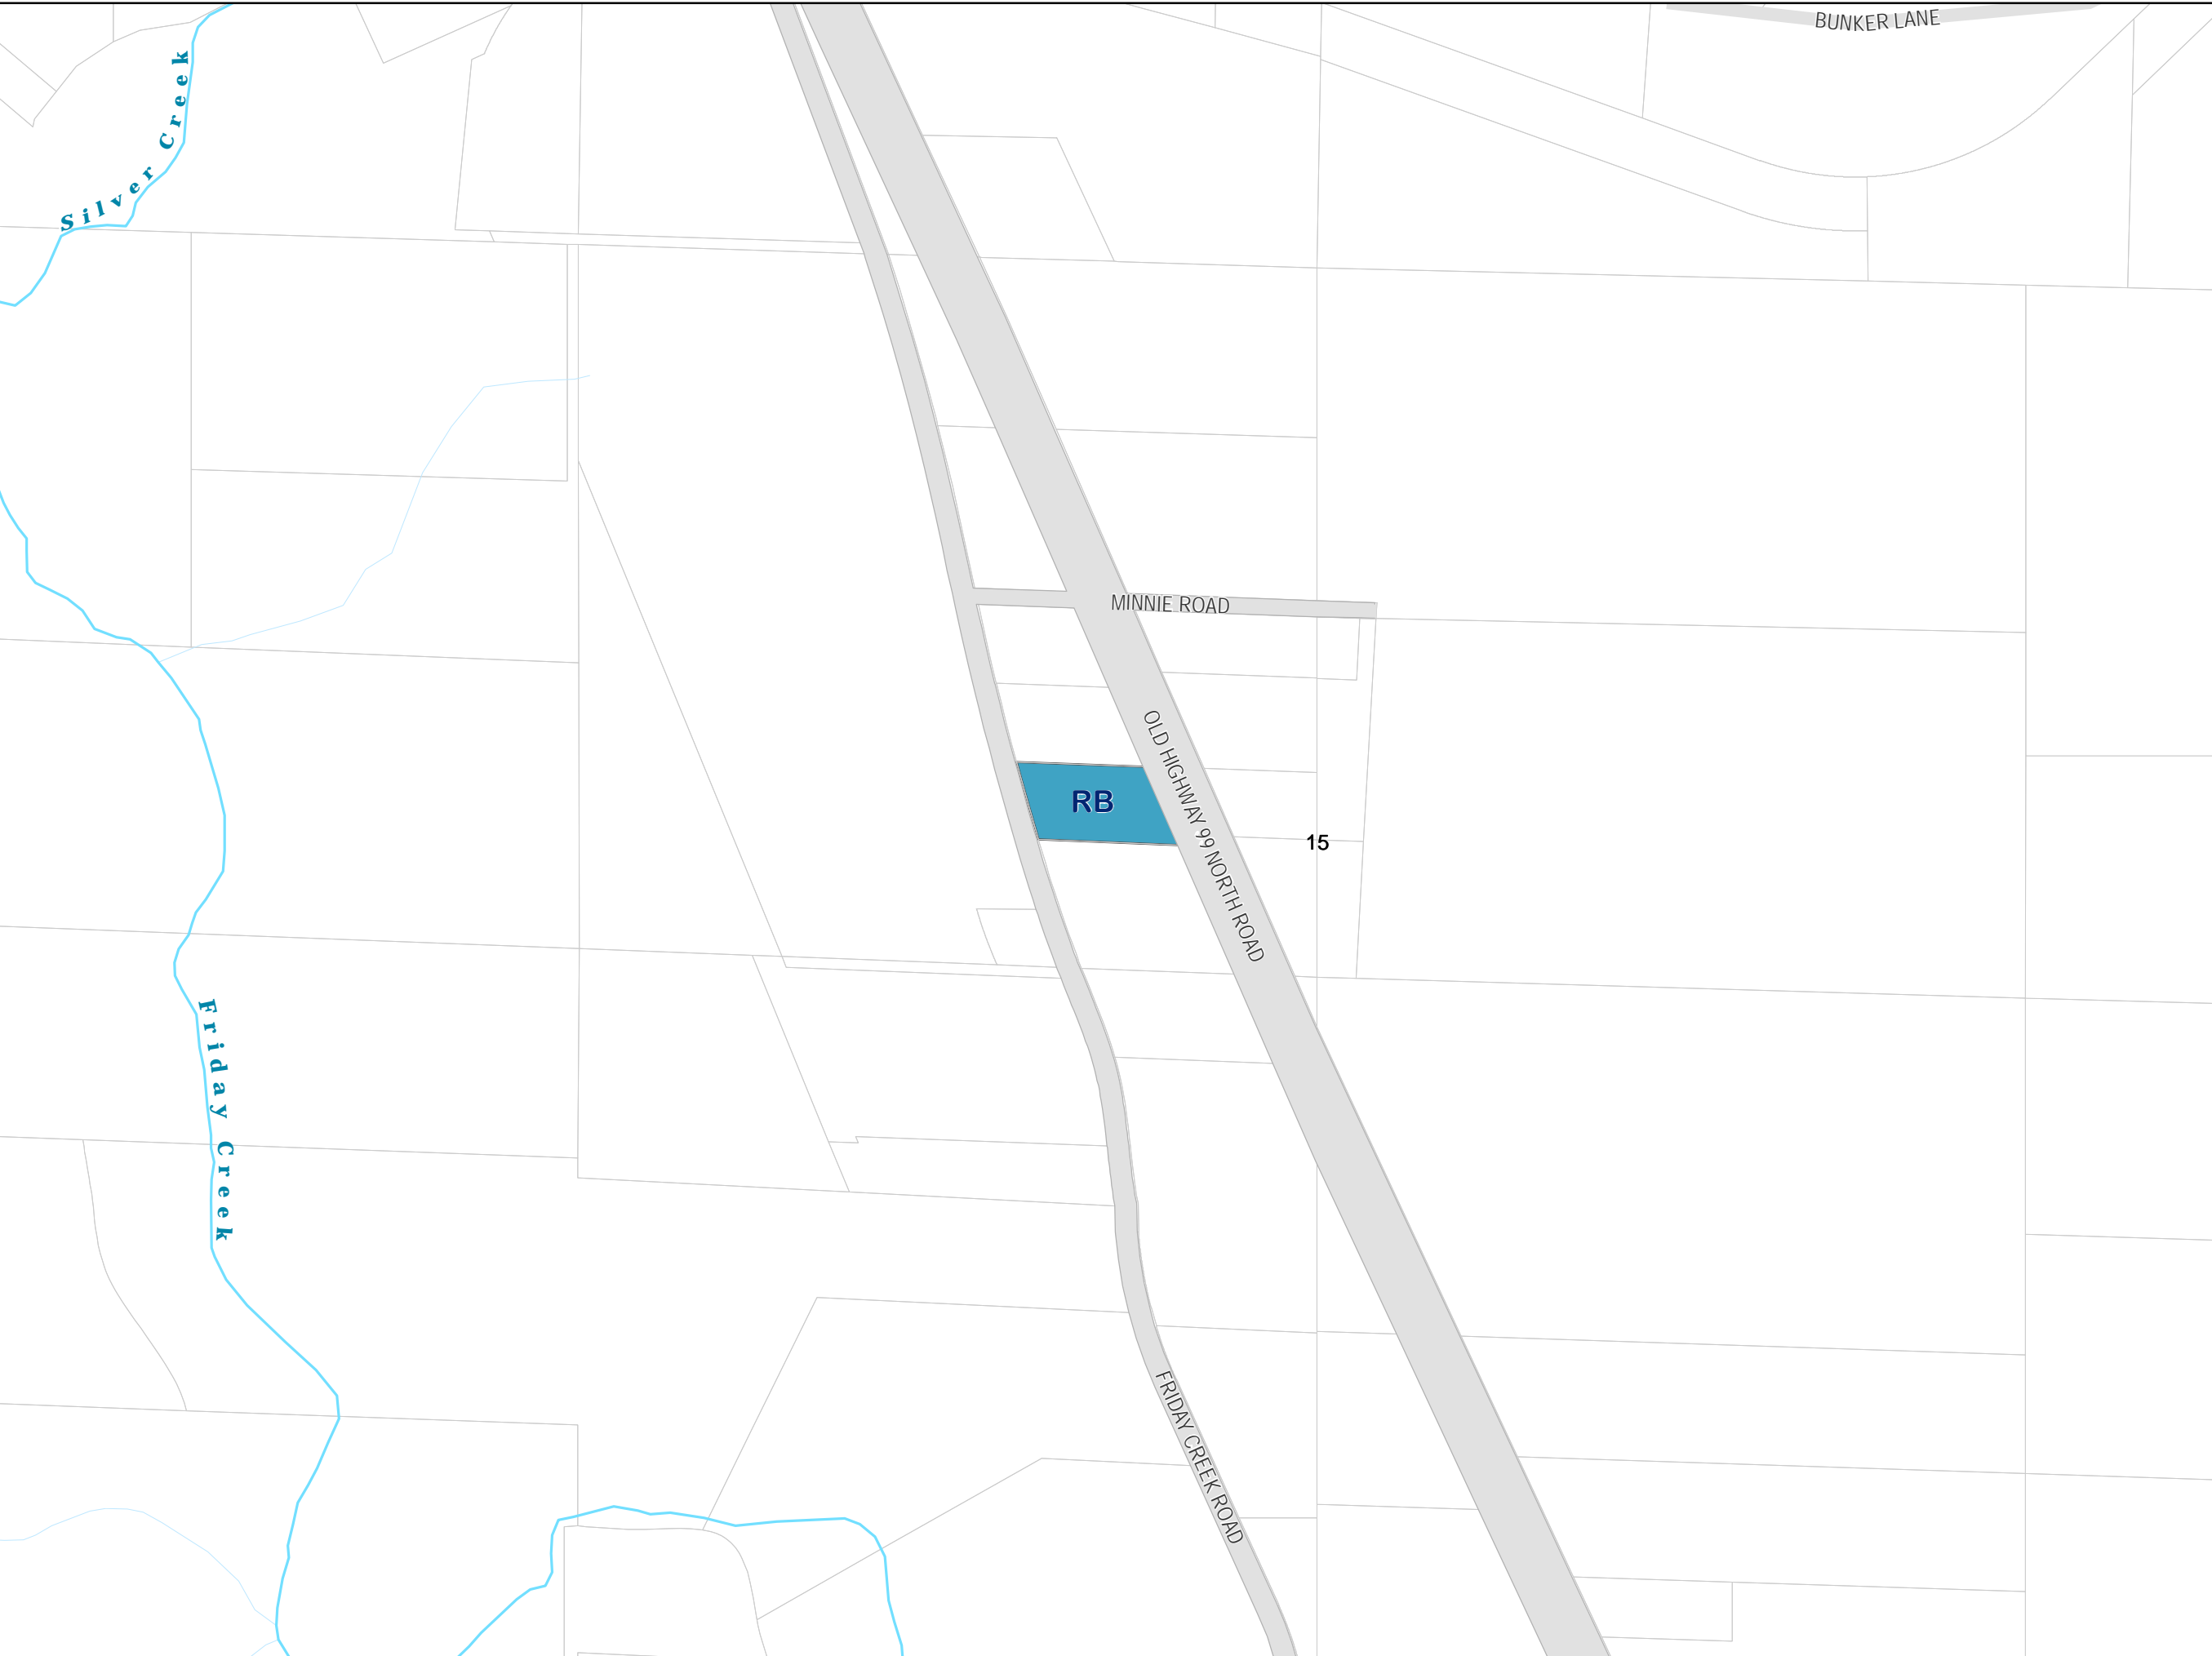 BUNKER LANE
Silver Creek
MINNIE ROAD
OLD HIGHWAY 99 NORTH ROAD
RB
15
Friday Creek
FRIDAY CREEK ROAD